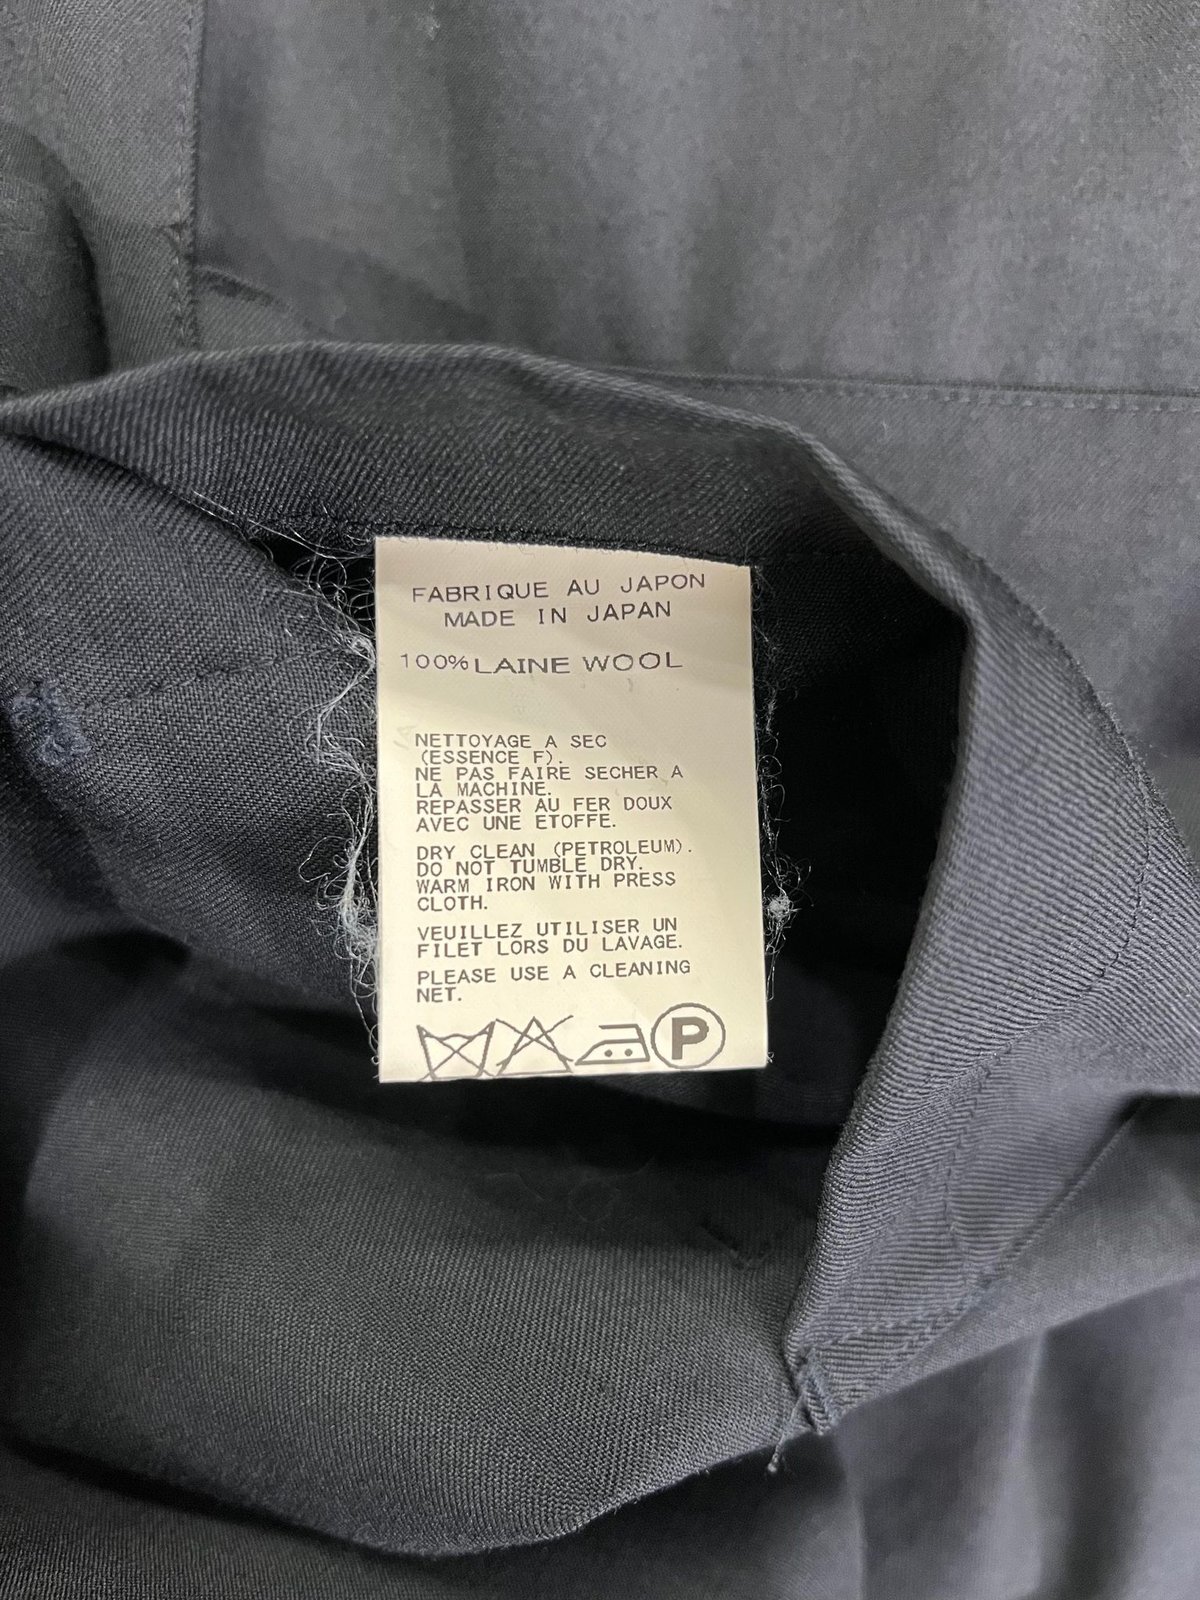 FABRIQUE AU JAPON
MADE IN JAPAN
100% LAINE WOOL
NETTOYAGE A SEC
(ESSENCE F).
NE PAS FAIRE SECHER A
LA MACHINE.
REPASSER AU FER DOUX
AVEC UNE ETOFFE.
DRY CLEAN (PETROLEUM).
DO NOT TUMBLE DRY.
WARM IRON WITH PRESS
CLOTH.
VEUILLEZ UTILISER UN
FILET LORS DU LAVAGE.
PLEASE USE A CLEANING
NET.
P